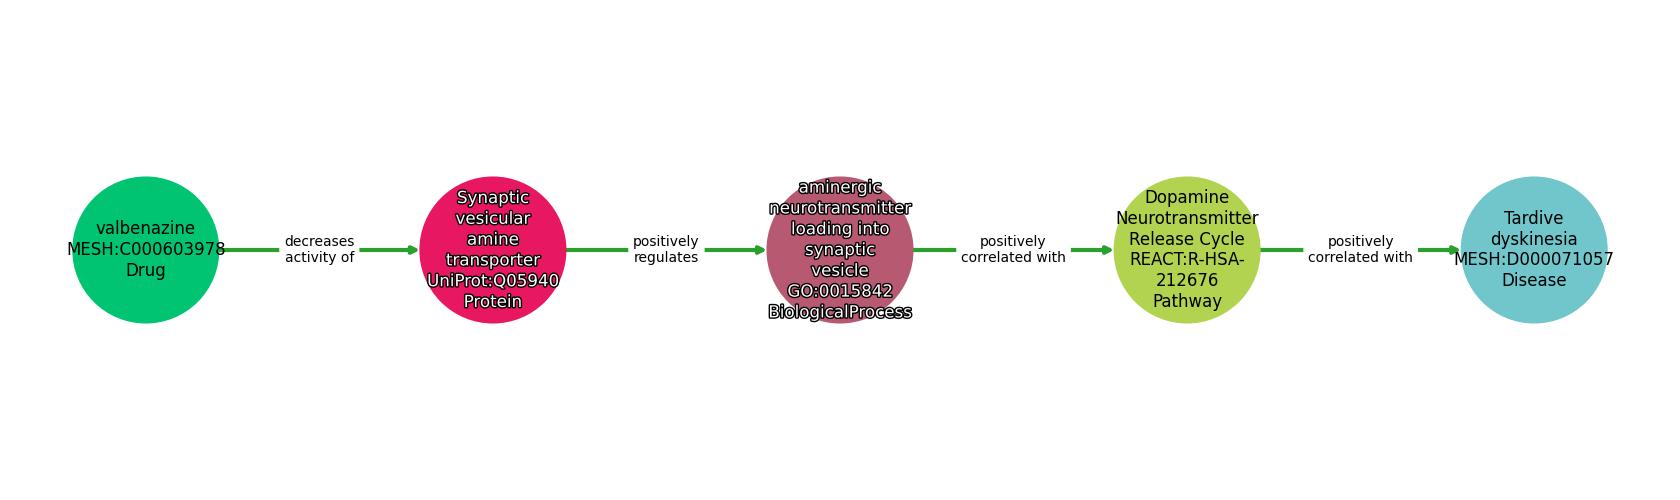 valbenazine
MESH:C000603978
Drug
decreases
activity of
Synaptic
vesicular
amine
transporter
UniProt:Q05940
Protein
positively
regulates
aminergic
neurotransmitter
loading into
synaptic
vesicle
GO:0015842
BiologicalProcess
positively
correlated with
Dopamine
Neurotransmitter
Release Cycle
REACT:R-HSA-
212676
Pathway
positively
correlated with
Tardive
dyskinesia
MESH:D000071057
Disease